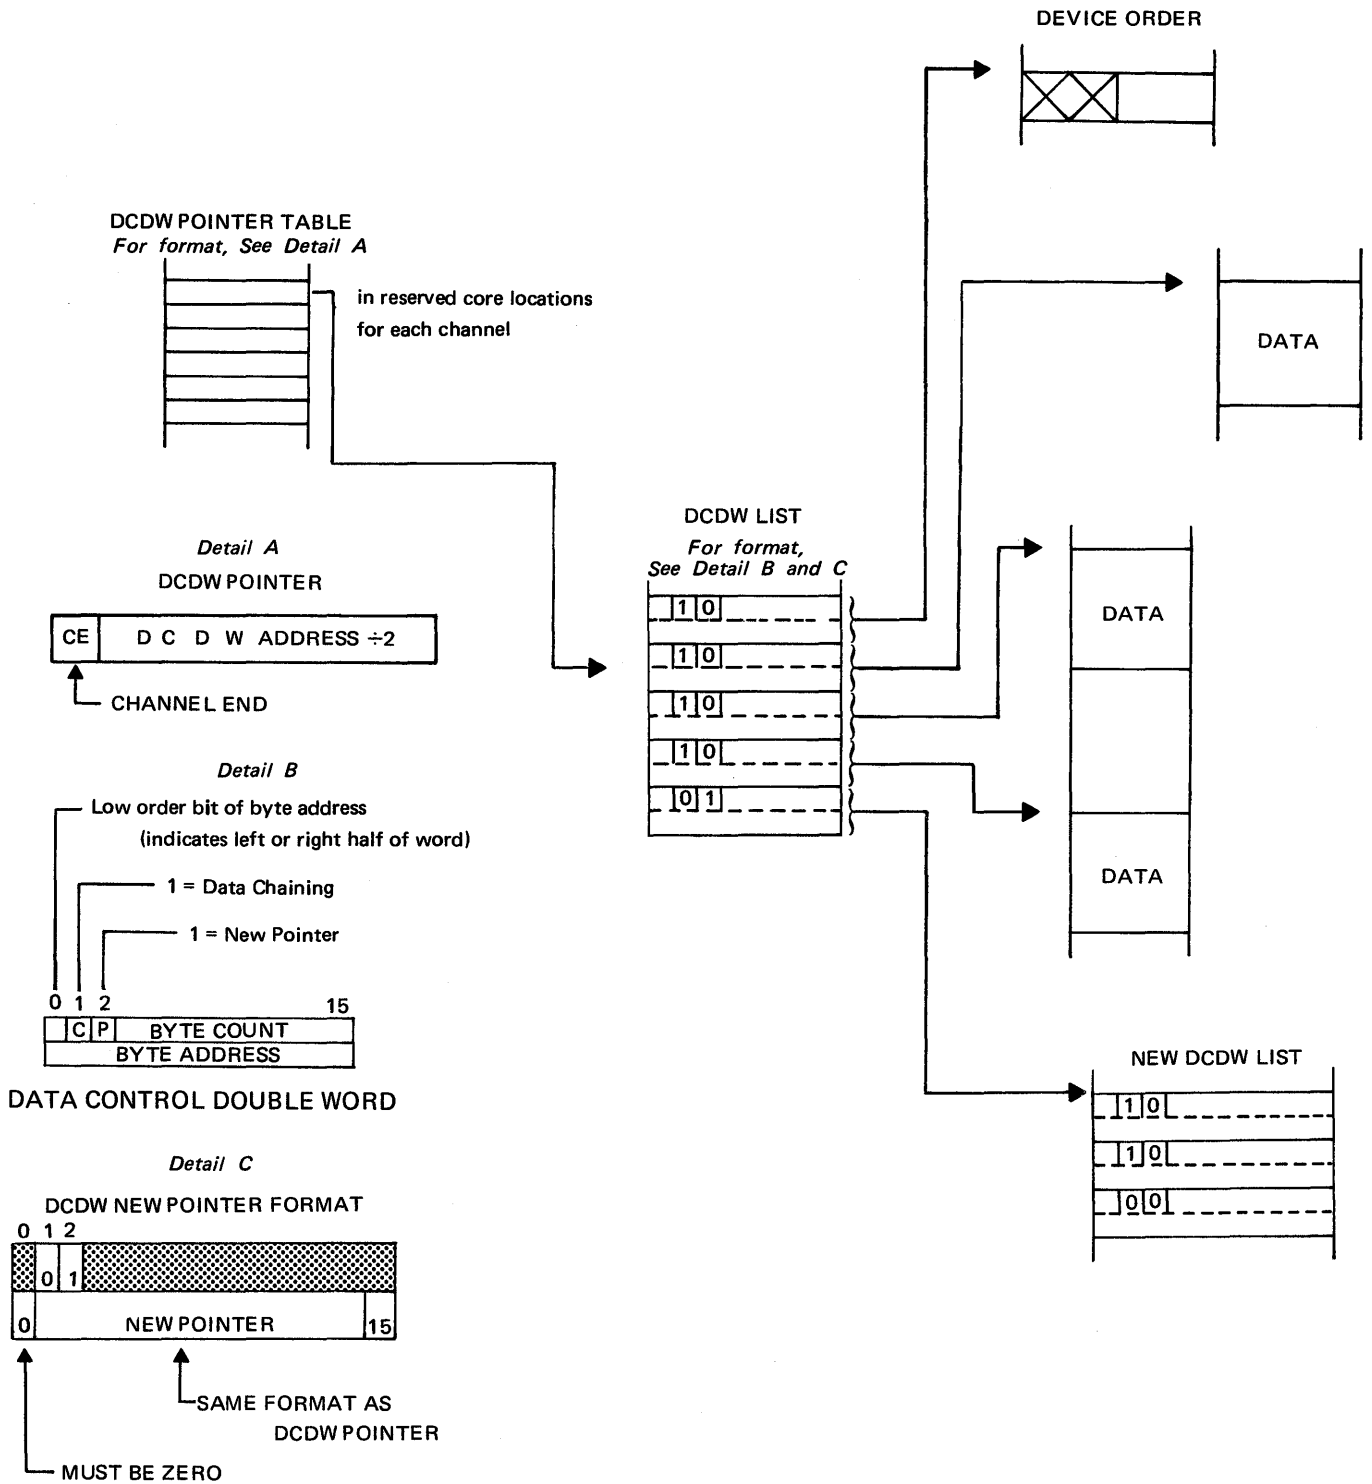 DEVICE ORDER
DCDW POINTER TABLE
For format, See Detail A
in reserved core locations
for each channel
DATA
DCDW LIST
For format,
See Detail B and C
1 0
1 0
1 0
1 0
0 1
DATA
DATA
Detail A
DCDW POINTER
CE D C D W ADDRESS ÷2
CHANNEL END
Detail B
Low order bit of byte address
(indicates left or right half of word)
1 = Data Chaining
1 = New Pointer
0 1 2 15
C P BYTE COUNT
BYTE ADDRESS
DATA CONTROL DOUBLE WORD
NEW DCDW LIST
1 0
1 0
0 0
Detail C
DCDW NEW POINTER FORMAT
0 1 2
0 1
0 NEW POINTER 15
SAME FORMAT AS
DCDW POINTER
MUST BE ZERO